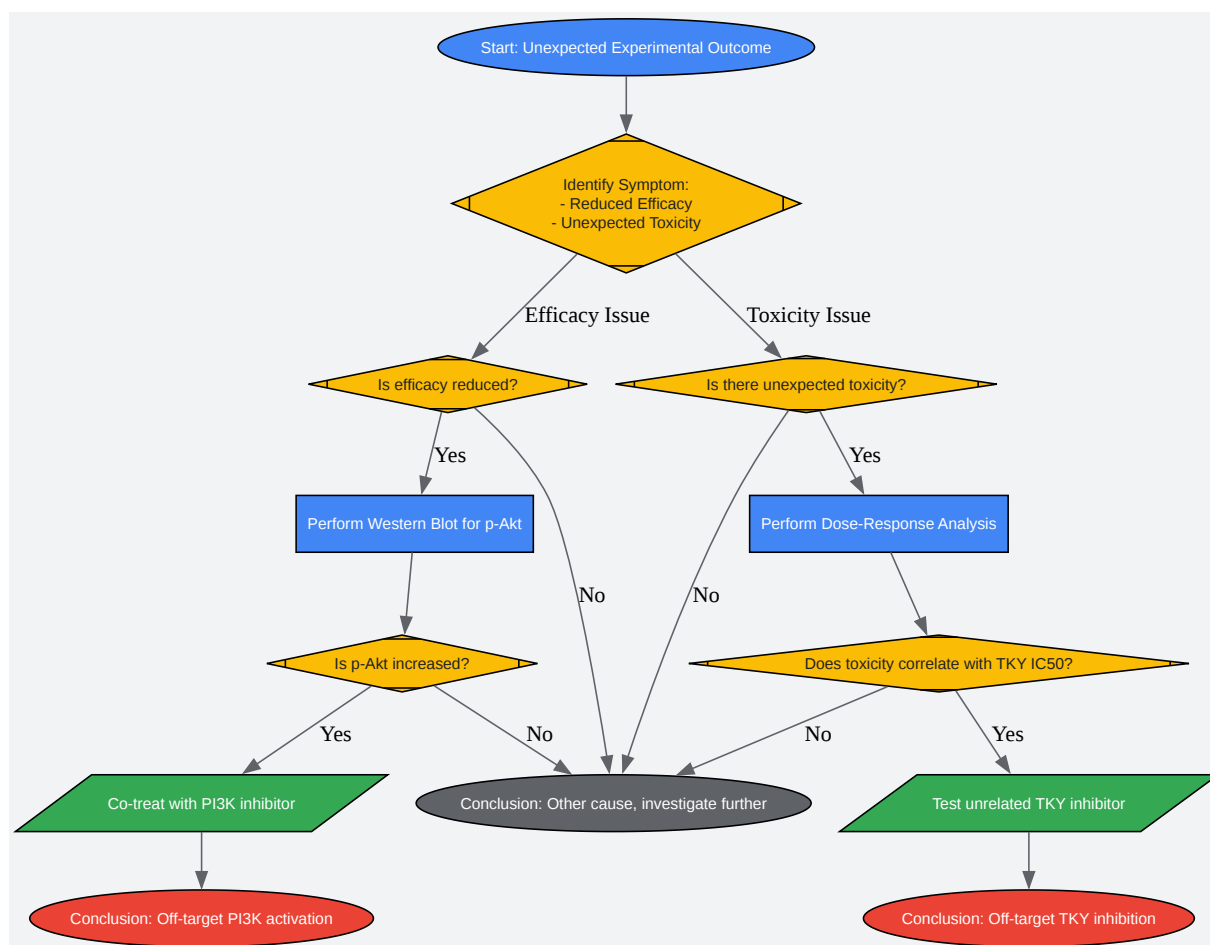 Start: Unexpected Experimental Outcome
Identify Symptom:
- Reduced Efficacy
- Unexpected Toxicity
Efficacy Issue
Toxicity Issue
Is efficacy reduced?
Is there unexpected toxicity?
Yes
Yes
Perform Western Blot for p-Akt
Perform Dose-Response Analysis
No
No
Is p-Akt increased?
Does toxicity correlate with TKY IC50?
Yes
No
No
Yes
Co-treat with PI3K inhibitor
Conclusion: Other cause, investigate further
Test unrelated TKY inhibitor
Conclusion: Off-target PI3K activation
Conclusion: Off-target TKY inhibition